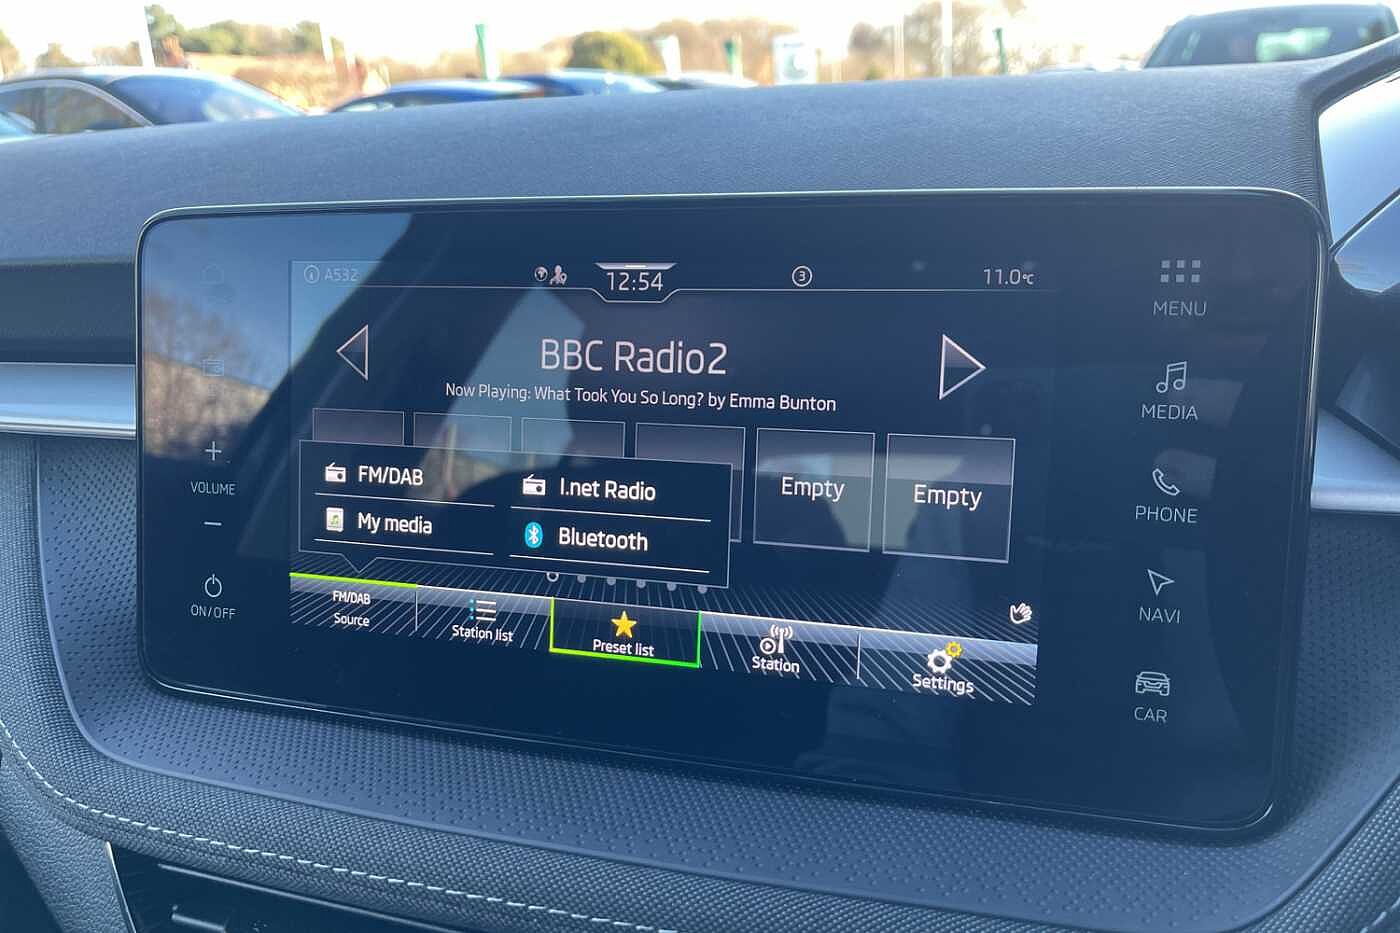 A532
12:54
3
11.0°C
MENU
BBC Radio2
Now Playing: What Took You So Long? by Emma Bunton
MEDIA
VOLUME
FM/DAB
I.net Radio
My media
Bluetooth
Empty
Empty
PHONE
ON/OFF
FM/DAB
Source
Station list
Preset list
Station
Settings
NAVI
CAR